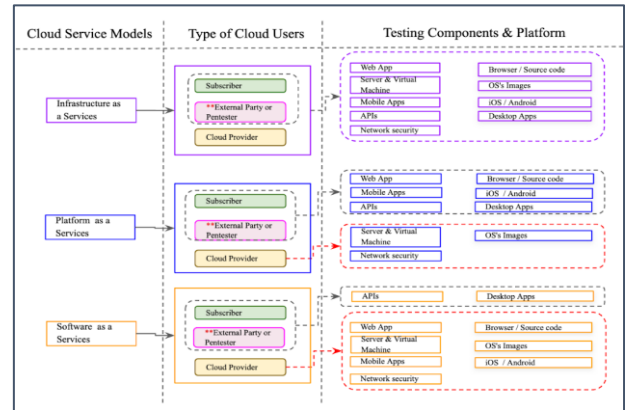 Cloud Service Models
Type of Cloud Users
Testing Components & Platform
Infrastructure as
a Services
Subscriber
**External Party or
Pentester
Cloud Provider
Web App
Server & Virtual
Machine
Mobile Apps
APIs
Network security
Browser / Source code
OS's Images
iOS / Android
Desktop Apps
Platform as a
Services
Subscriber
**External Party or
Pentester
Cloud Provider
Web App
Mobile Apps
APIs
Browser / Source code
iOS / Android
Desktop Apps
Server & Virtual
Machine
Network security
OS's Images
Software as a
Services
Subscriber
**External Party or
Pentester
Cloud Provider
APIs
Desktop Apps
Web App
Server & Virtual
Machine
Mobile Apps
Network security
Browser / Source code
OS's Images
iOS / Android